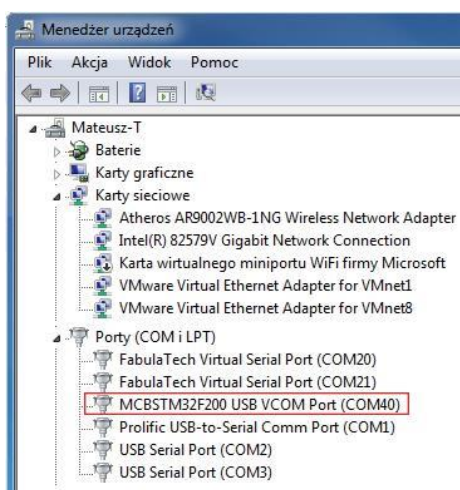 Menedżer urządzeń
Plik Akcja Widok Pomoc
Mateusz-T
Baterie
Karty graficzne
Karty sieciowe
Atheros AR9002WB-1NG Wireless Network Adapter
Intel(R) 82579V Gigabit Network Connection
Karta wirtualnego miniportu WiFi firmy Microsoft
VMware Virtual Ethernet Adapter for VMnet1
VMware Virtual Ethernet Adapter for VMnet8
Porty (COM i LPT)
FabulaTech Virtual Serial Port (COM20)
FabulaTech Virtual Serial Port (COM21)
MCBSTM32F200 USB VCOM Port (COM40)
Prolific USB-to-Serial Comm Port (COM1)
USB Serial Port (COM2)
USB Serial Port (COM3)